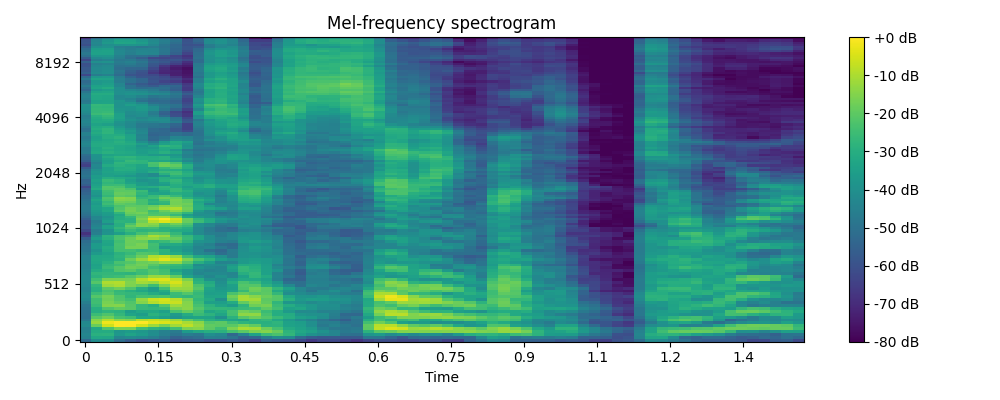 Mel-frequency spectrogram
+0 dB
8192
-10 dB
4096
-20 dB
-30 dB
2048
Hz
-40 dB
1024
-50 dB
512
-60 dB
-70 dB
0
-80 dB
0 0.15 0.3 0.45 0.6 0.75 0.9 1.1 1.2 1.4
Time